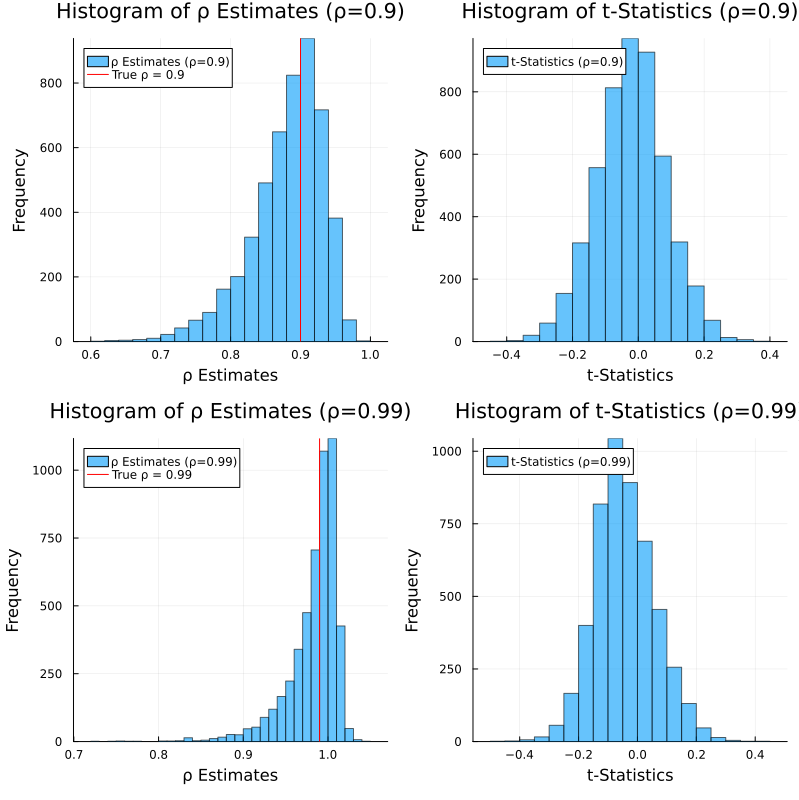 Histogram of ρ Estimates (ρ=0.9)
ρ Estimates (ρ=0.9)
True ρ = 0.9
Frequency
800
600
400
200
0
0.6 0.7 0.8 0.9 1.0
ρ Estimates
Histogram of t-Statistics (ρ=0.9)
t-Statistics (ρ=0.9)
Frequency
800
600
400
200
0
−0.4 −0.2 0.0 0.2 0.4
t-Statistics
Histogram of ρ Estimates (ρ=0.99)
ρ Estimates (ρ=0.99)
True ρ = 0.99
Frequency
1000
750
500
250
0
0.7 0.8 0.9 1.0
ρ Estimates
Histogram of t-Statistics (ρ=0.99
t-Statistics (ρ=0.99)
Frequency
1000
750
500
250
0
−0.4 −0.2 0.0 0.2 0.4
t-Statistics